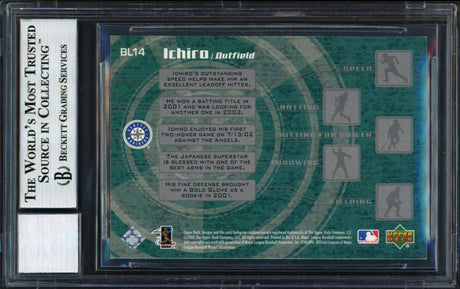 THE WORLD'S MOST TRUSTED
SOURCE IN COLLECTING™
BECKETT GRADING SERVICES
BL14
Ichiro / Outfield
ICHIRO'S OUTSTANDING
SPEED HELPS MAKE HIM AN
EXCELLENT LEADOFF HITTER.
HE WON A BATTING TITLE IN
2001 AND WAS LOOKING FOR
ANOTHER ONE IN 2002.
ICHIRO ENJOYED HIS FIRST
TWO-HOMER GAME ON 7/13/02
AGAINST THE ANGELS.
THE JAPANESE SUPERSTAR
IS BLESSED WITH ONE OF THE
BEST ARMS IN THE GAME.
HIS FINE DEFENSE BROUGHT
HIM A GOLD GLOVE AS A
ROOKIE IN 2001.
SPEED
BATTING
HITTING FOR POWER
THROWING
FIELDING
UPPER DECK